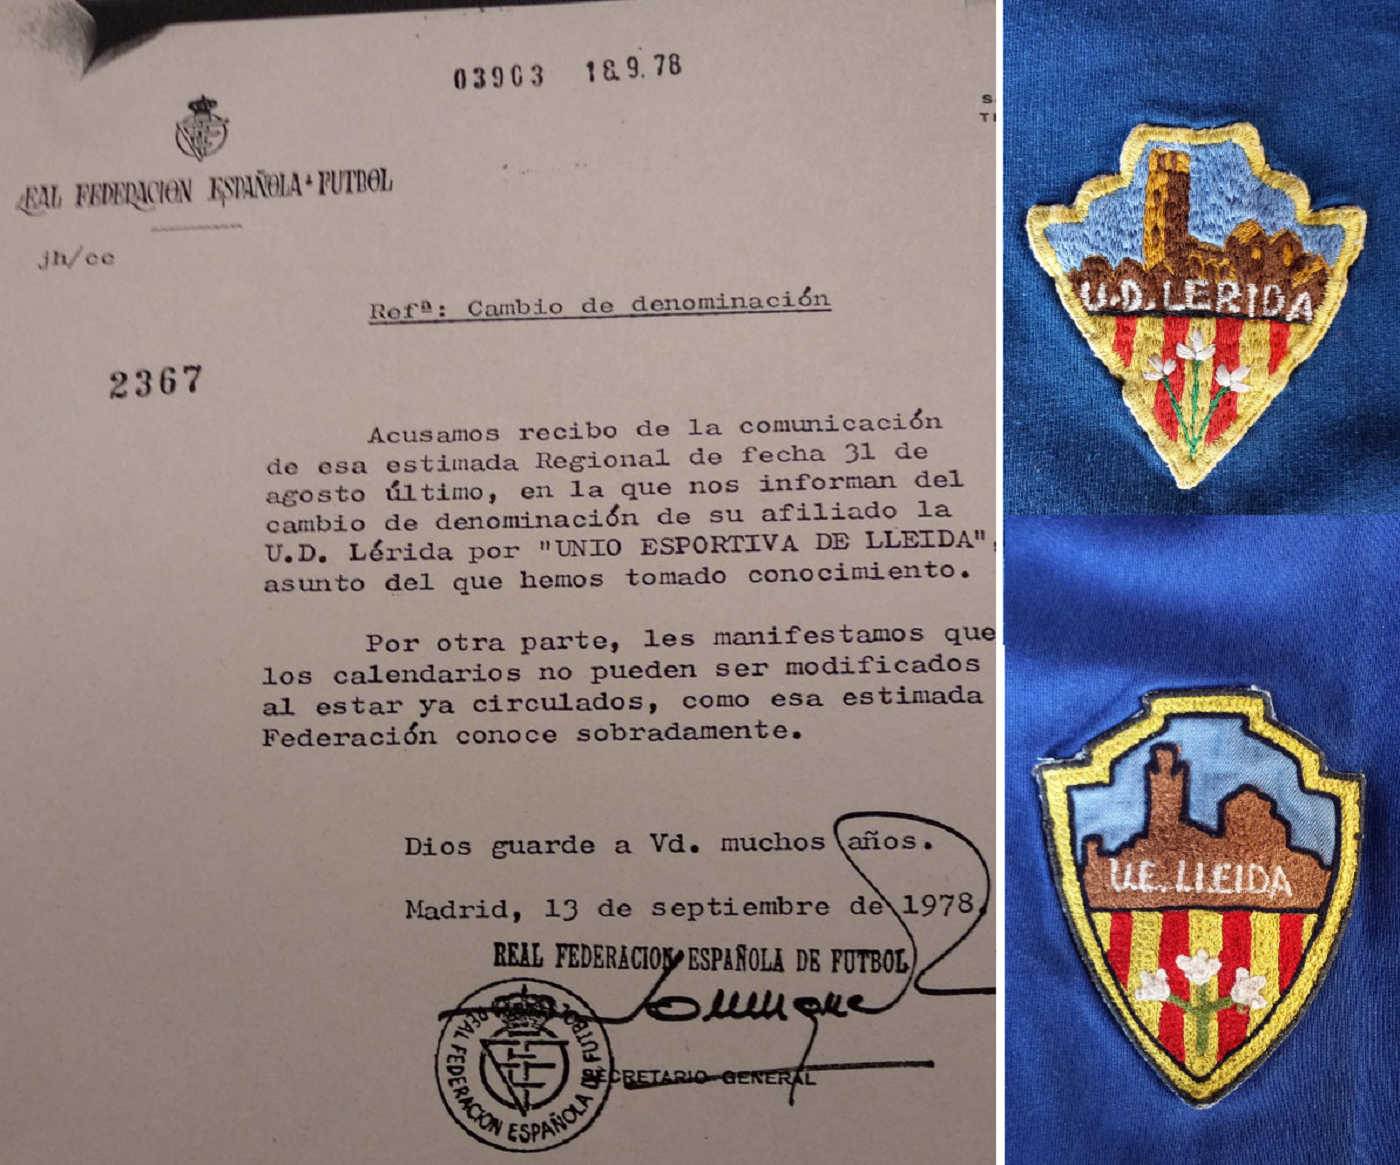 03903 18.9.78
REAL FEDERACION ESPAÑOLA FUTBOL
jh/cc
Refª: Cambio de denominación
2367
Acusamos recibo de la comunicación
de esa estimada Regional de fecha 31 de
agosto último, en la que nos informan del
cambio de denominación de su afiliado la
U.D. Lérida por "UNIO ESPORTIVA DE LLEIDA",
asunto del que hemos tomado conocimiento.
Por otra parte, les manifestamos que
los calendarios no pueden ser modificados
al estar ya circulados, como esa estimada
Federación conoce sobradamente.
Dios guarde a Vd. muchos años.
Madrid, 13 de septiembre de 1978.
REAL FEDERACION ESPAÑOLA DE FUTBOL
SECRETARIO GENERAL
REAL FEDERACION ESPAÑOLA DE FUTBOL
U.D. LERIDA
U.E. LLEIDA